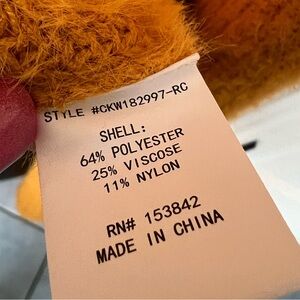 STYLE #CKW182997-RC
SHELL:
64% POLYESTER
25% VISCOSE
11% NYLON
RN# 153842
MADE IN CHINA